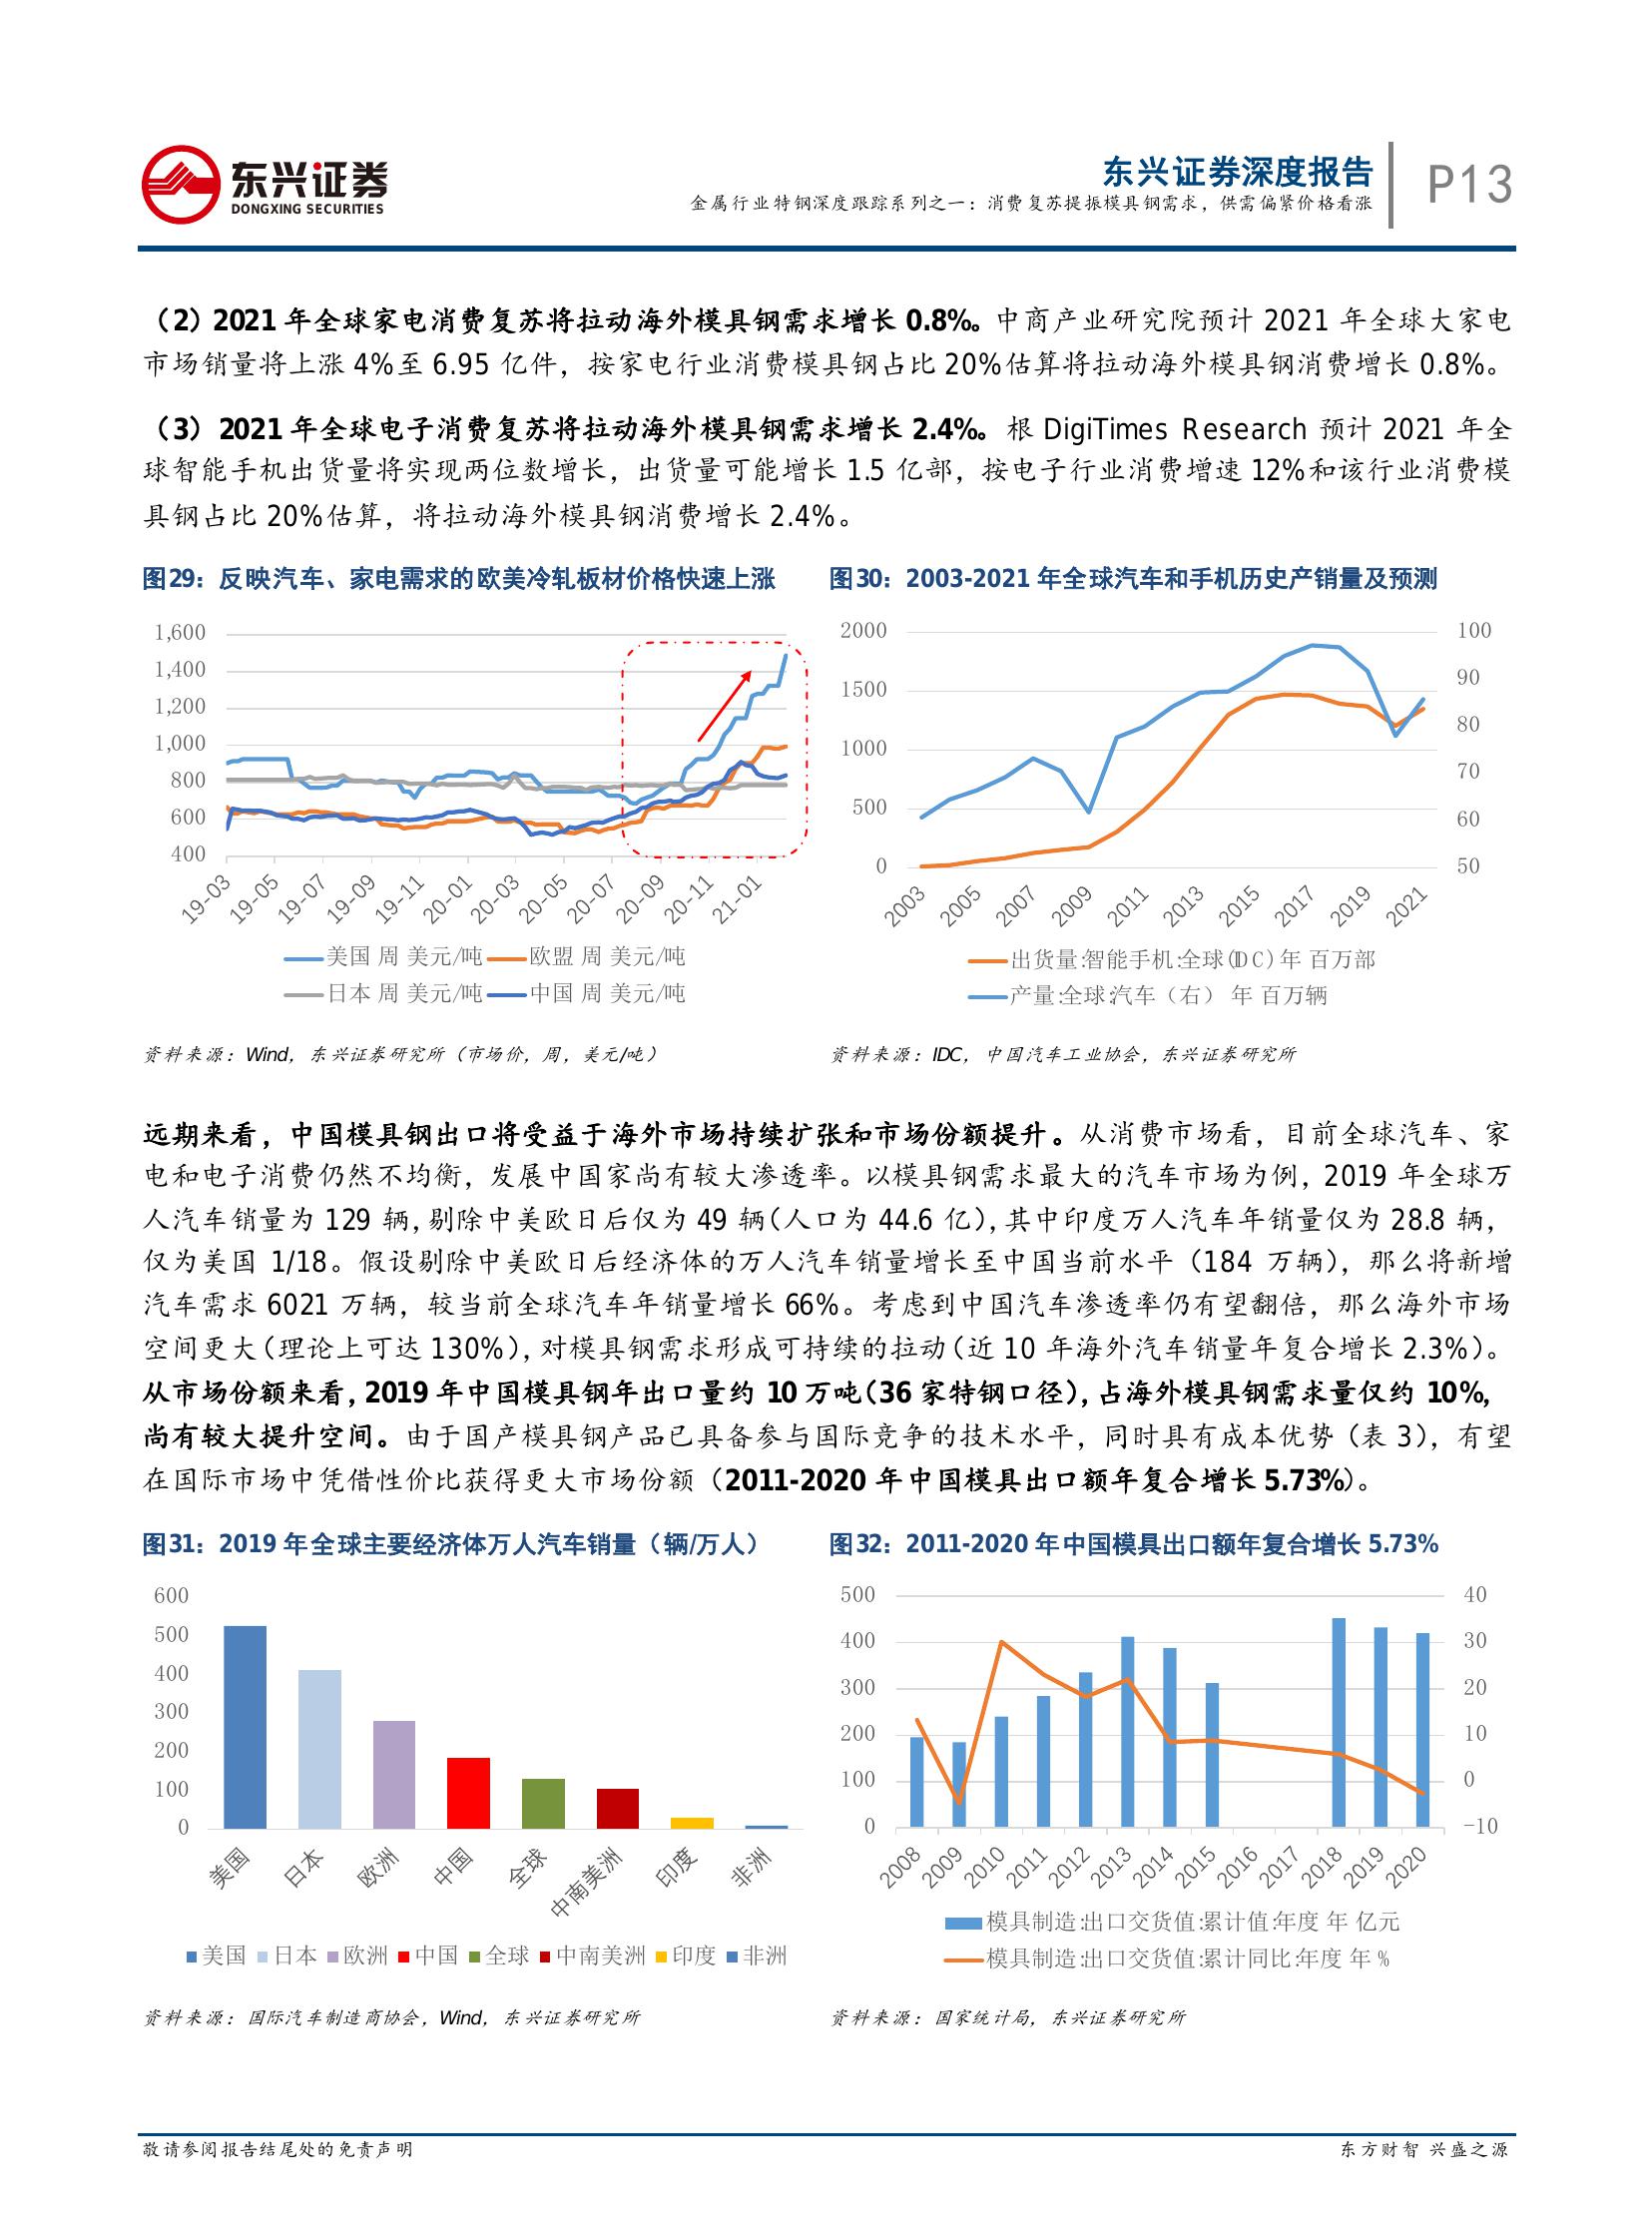 东兴证券
DONGXING SECURITIES
东兴证券深度报告
金属行业特钢深度跟踪系列之一：消费复苏提振模具钢需求，供需偏紧价格看涨
P13
（2）2021 年全球家电消费复苏将拉动海外模具钢需求增长 0.8%。中商产业研究院预计 2021 年全球大家电
市场销量将上涨 4%至 6.95 亿件，按家电行业消费模具钢占比 20%估算将拉动海外模具钢消费增长 0.8%。
（3）2021 年全球电子消费复苏将拉动海外模具钢需求增长 2.4%。根 DigiTimes Research 预计 2021 年全
球智能手机出货量将实现两位数增长，出货量可能增长 1.5 亿部，按电子行业消费增速 12%和该行业消费模
具钢占比 20%估算，将拉动海外模具钢消费增长 2.4%。
图29：反映汽车、家电需求的欧美冷轧板材价格快速上涨
1,600
1,400
1,200
1,000
800
600
400
19-03 19-05 19-07 19-09 19-11 20-01 20-03 20-05 20-07 20-09 20-11 21-01
美国 周 美元/吨 欧盟 周 美元/吨
日本 周 美元/吨 中国 周 美元/吨
资料来源：Wind，东兴证券研究所（市场价，周，美元/吨）
图30：2003-2021 年全球汽车和手机历史产销量及预测
2000 100
90
1500
80
1000
70
500
60
0 50
2003 2005 2007 2009 2011 2013 2015 2017 2019 2021
出货量:智能手机:全球(IDC) 年 百万部
产量:全球:汽车（右） 年 百万辆
资料来源：IDC，中国汽车工业协会，东兴证券研究所
远期来看，中国模具钢出口将受益于海外市场持续扩张和市场份额提升。从消费市场看，目前全球汽车、家
电和电子消费仍然不均衡，发展中国家尚有较大渗透率。以模具钢需求最大的汽车市场为例，2019 年全球万
人汽车销量为 129 辆，剔除中美欧日后仅为 49 辆（人口为 44.6 亿），其中印度万人汽车年销量仅为 28.8 辆，
仅为美国 1/18。假设剔除中美欧日后经济体的万人汽车销量增长至中国当前水平（184 万辆），那么将新增
汽车需求 6021 万辆，较当前全球汽车年销量增长 66%。考虑到中国汽车渗透率仍有望翻倍，那么海外市场
空间更大（理论上可达 130%），对模具钢需求形成可持续的拉动（近 10 年海外汽车销量年复合增长 2.3%）。
从市场份额来看，2019 年中国模具钢年出口量约 10 万吨（36 家特钢口径），占海外模具钢需求量仅约 10%，
尚有较大提升空间。由于国产模具钢产品已具备参与国际竞争的技术水平，同时具有成本优势（表 3），有望
在国际市场中凭借性价比获得更大市场份额（2011-2020 年中国模具出口额年复合增长 5.73%）。
图31：2019 年全球主要经济体万人汽车销量（辆/万人）
600
500
400
300
200
100
0
美国 日本 欧洲 中国 全球 中南美洲 印度 非洲
美国 日本 欧洲 中国 全球 中南美洲 印度 非洲
资料来源：国际汽车制造商协会，Wind，东兴证券研究所
图32：2011-2020 年中国模具出口额年复合增长 5.73%
500 40
400 30
300 20
200 10
100 0
0 -10
2008 2009 2010 2011 2012 2013 2014 2015 2016 2017 2018 2019 2020
模具制造:出口交货值:累计值:年度 年 亿元
模具制造:出口交货值:累计同比:年度 年 %
资料来源：国家统计局，东兴证券研究所
敬请参阅报告结尾处的免责声明
东方财智 兴盛之源